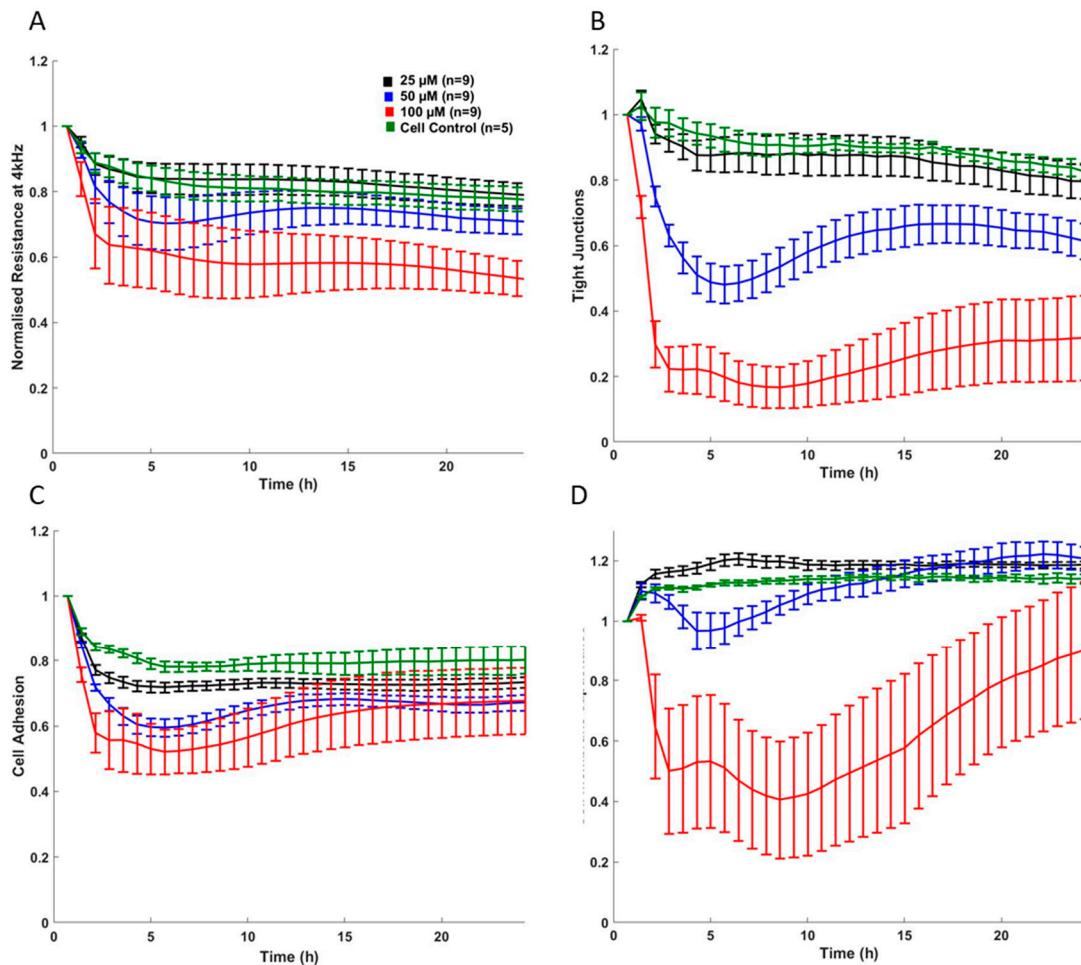 A
1.2
1
0.8
0.6
0.4
0.2
0
0 5 10 15 20
Normalised Resistance at 4kHz
Time (h)
25 μM (n=9)
50 μM (n=9)
100 μM (n=9)
Cell Control (n=5)
B
1.2
1
0.8
0.6
0.4
0.2
0
0 5 10 15 20
Tight Junctions
Time (h)
C
1.2
1
0.8
0.6
0.4
0.2
0
0 5 10 15 20
Cell Adhesion
Time (h)
D
1.2
1
0.8
0.6
0.4
0.2
0
0 5 10 15 20
Time (h)